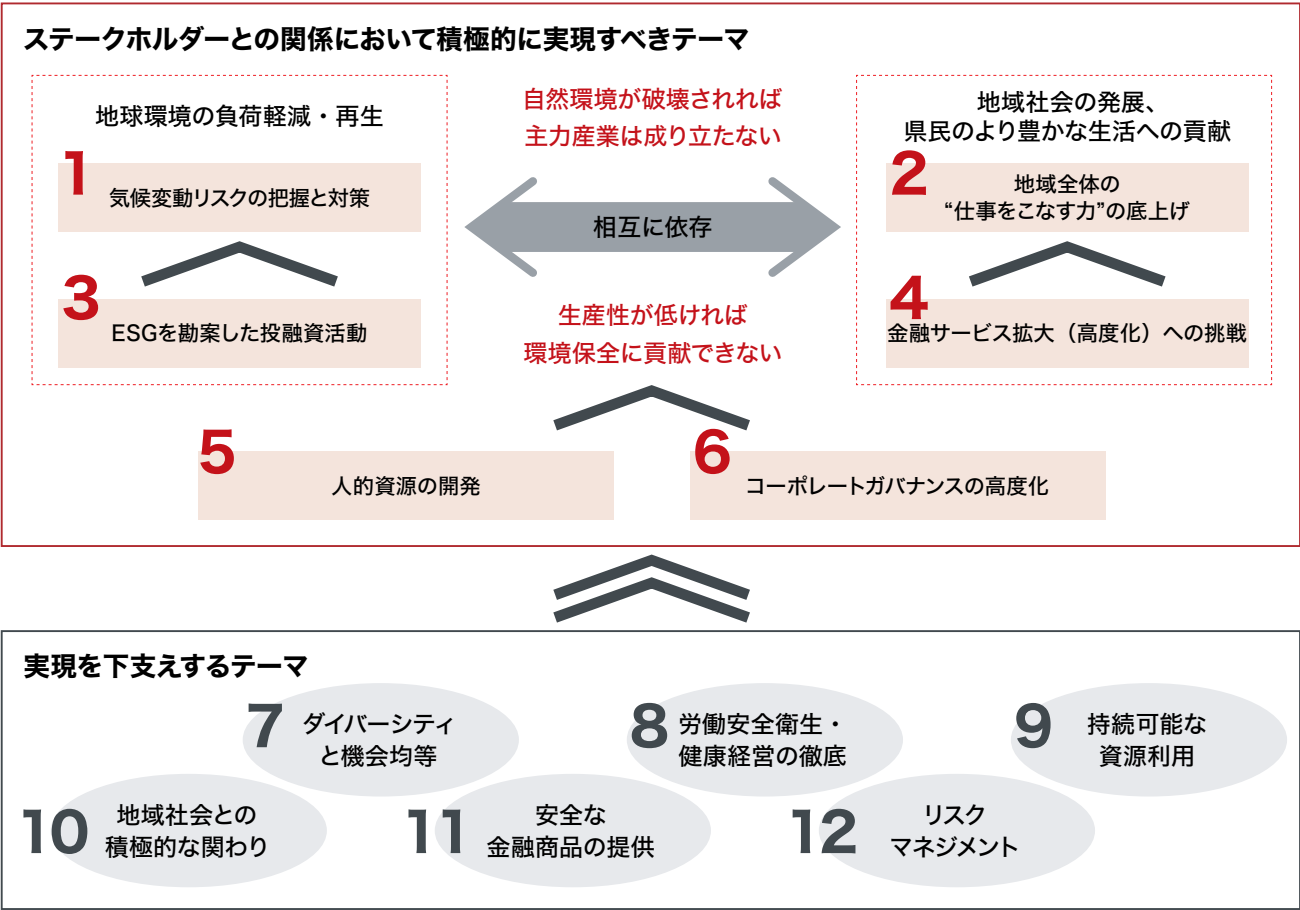 ステークホルダーとの関係において積極的に実現すべきテーマ
地球環境の負荷軽減・再生
1
気候変動リスクの把握と対策
3
ESGを勘案した投融資活動
自然環境が破壊されれば
主力産業は成り立たない
相互に依存
生産性が低ければ
環境保全に貢献できない
地域社会の発展、
県民のより豊かな生活への貢献
2
地域全体の
“仕事をこなす力”の底上げ
4
金融サービス拡大（高度化）への挑戦
5
人的資源の開発
6
コーポレートガバナンスの高度化
実現を下支えするテーマ
7
ダイバーシティ
と機会均等
8
労働安全衛生・
健康経営の徹底
9
持続可能な
資源利用
10
地域社会との
積極的な関わり
11
安全な
金融商品の提供
12
リスク
マネジメント